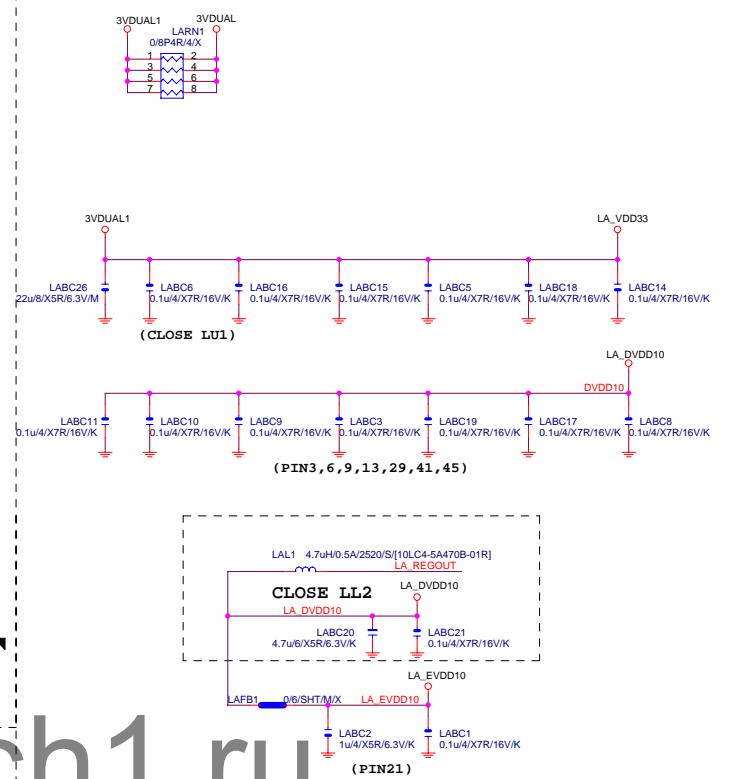 3VDUAL1 3VDUAL
LARN1
0/8P4R/4/X
1 2
3 4
5 6
7 8
3VDUAL1 LA_VDD33
LABC26 LABC6 LABC16 LABC15 LABC5 LABC18 LABC14
22u/8/X5R/6.3V/M 0.1u/4/X7R/16V/K 0.1u/4/X7R/16V/K 0.1u/4/X7R/16V/K 0.1u/4/X7R/16V/K 0.1u/4/X7R/16V/K 0.1u/4/X7R/16V/K
(CLOSE LU1)
LA_DVDD10
DVDD10
LABC11 LABC10 LABC9 LABC3 LABC19 LABC17 LABC8
0.1u/4/X7R/16V/K 0.1u/4/X7R/16V/K 0.1u/4/X7R/16V/K 0.1u/4/X7R/16V/K 0.1u/4/X7R/16V/K 0.1u/4/X7R/16V/K 0.1u/4/X7R/16V/K
(PIN3,6,9,13,29,41,45)
LAL1 4.7uH/0.5A/2520/S/[10LC4-5A470B-01R]
LA_REGOUT
CLOSE LL2
LA_DVDD10
LA_DVDD10
LABC20 LABC21
4.7u/6/X5R/6.3V/K 0.1u/4/X7R/16V/K
LA_EVDD10
LAFB1 0/6/SHT/M/X LA_EVDD10
LABC2 LABC1
1u/4/X5R/6.3V/K 0.1u/4/X7R/16V/K
(PIN21)
ch1.ru